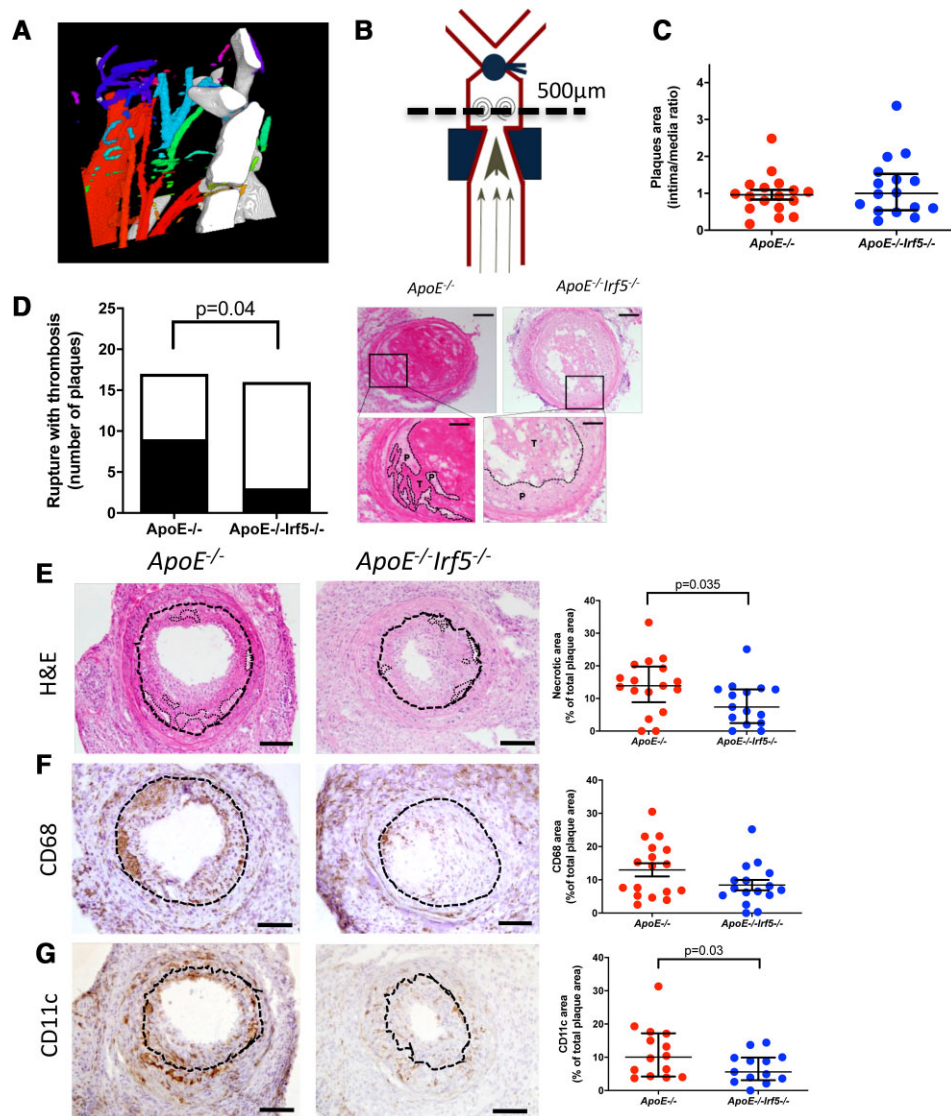 A
B
500µm
C
Plaques area
(intima/media ratio)
4
3
2
1
0
ApoE-/-
ApoE-/-Irf5-/-
D
Rupture with thrombosis
(number of plaques)
25
20
15
10
5
0
p=0.04
ApoE-/-
ApoE-/-Irf5-/-
ApoE-/-
ApoE-/-Irf5-/-
P
P
T
T
P
ApoE-/-
ApoE-/-Irf5-/-
E
H&E
Necrotic area
(% of total plaque area)
p=0.035
40
30
20
10
0
ApoE-/-
ApoE-/-Irf5-/-
F
CD68
CD68 area
(%of total plaque area)
40
30
20
10
0
ApoE-/-
ApoE-/-Irf5-/-
G
CD11c
CD11c area
(% of total plaque area)
p=0.03
40
30
20
10
0
ApoE-/-
ApoE-/-Irf5-/-